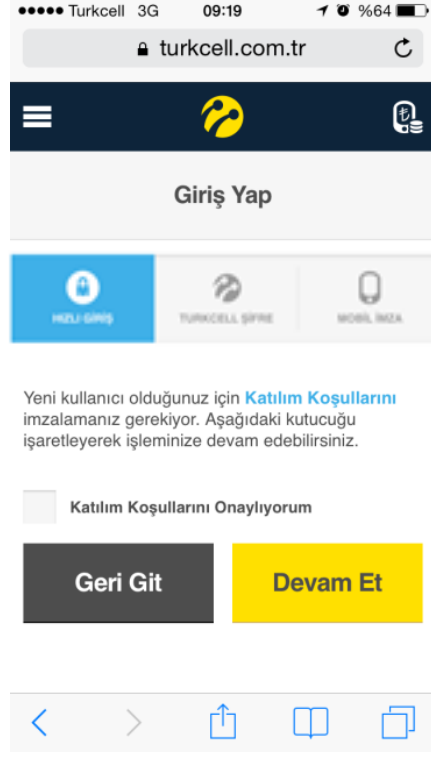 Turkcell 3G 09:19 %64
turkcell.com.tr
Giriş Yap
HIZLI GİRİŞ TURKCELL ŞİFRE MOBİL İMZA
Yeni kullanıcı olduğunuz için Katılım Koşullarını
imzalamanız gerekiyor. Aşağıdaki kutucuğu
işaretleyerek işleminize devam edebilirsiniz.
Katılım Koşullarını Onaylıyorum
Geri Git Devam Et